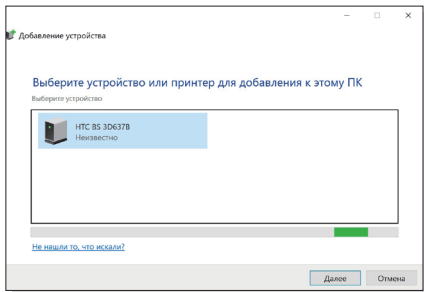 Добавление устройства
Выберите устройство или принтер для добавления к этому ПК
Выберите устройство
HTC BS 3D637B
Неизвестно
Не нашли то, что искали?
Далее Отмена